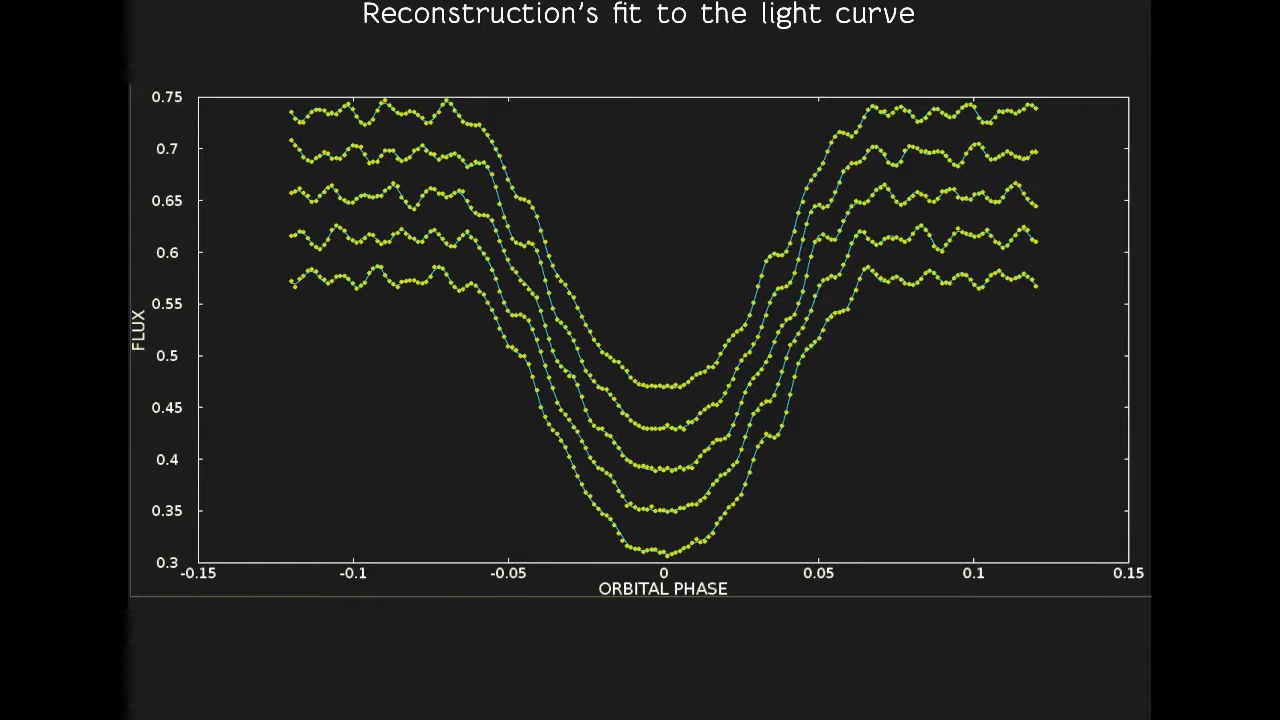 Reconstruction's fit to the light curve
0.75
0.7
0.65
0.6
0.55
0.5
0.45
0.4
0.35
0.3
FLUX
-0.15 -0.1 -0.05 0 0.05 0.1 0.15
ORBITAL PHASE